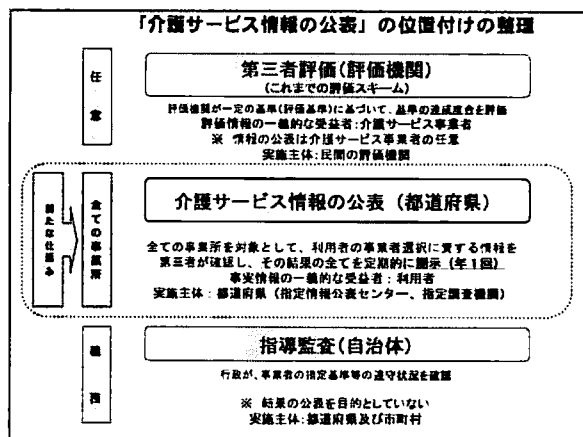 「介護サービス情報の公表」の位置付けの整理
任意
第三者評価(評価機関)
(これまでの評価スキーム)
評価機関が一定の基準(評価基準)に基づいて、基準の達成度合を評価
評価情報の一義的な受益者：介護サービス事業者
※ 情報の公表は介護サービス事業者の任意
実施主体：民間の評価機関
新たな仕組み
全ての事業所
介護サービス情報の公表（都道府県）
全ての事業所を対象として、利用者の事業者選択に資する情報を
第三者が確認し、その結果の全てを定期的に開示（年１回）
事実情報の一義的な受益者：利用者
実施主体：都道府県（指定情報公表センター、指定調査機関）
義務
指導監査(自治体)
行政が、事業者の指定基準等の遵守状況を確認
※ 結果の公表を目的としていない
実施主体：都道府県及び市町村